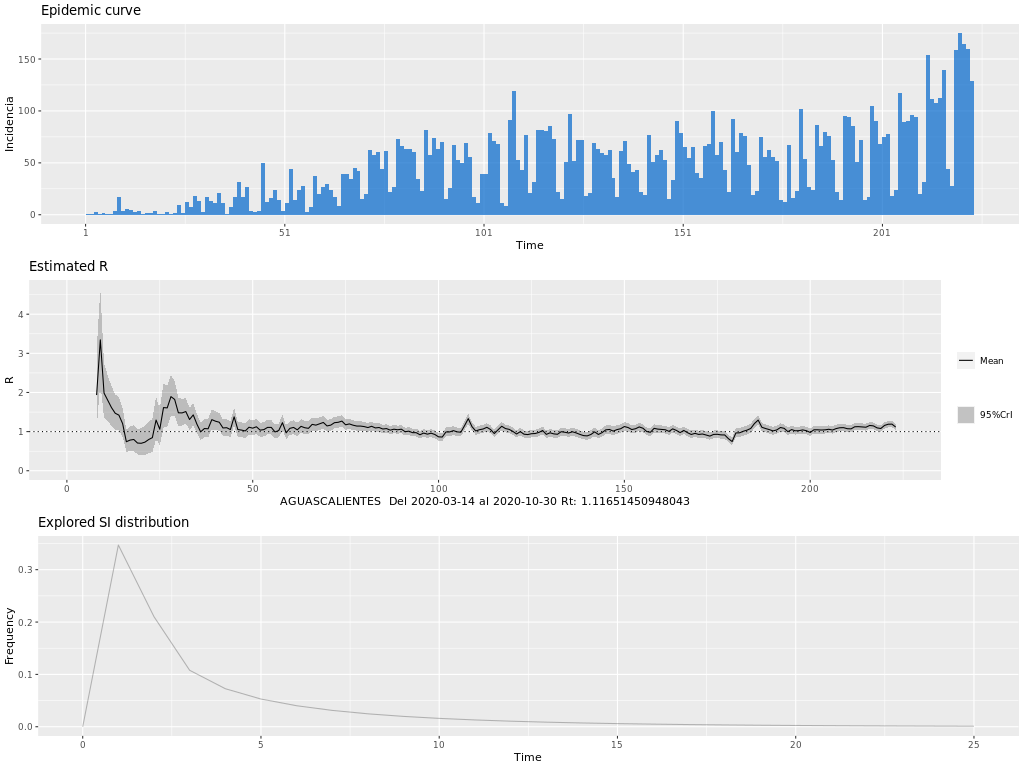 Epidemic curve
150
100
50
0
Incidencia
1
51
101
151
201
Time
Estimated R
4
3
2
1
0
R
0
50
100
150
200
Mean
95%CrI
AGUASCALIENTES Del 2020-03-14 al 2020-10-30 Rt: 1.11651450948043
Explored SI distribution
0.3
0.2
0.1
0.0
Frequency
0
5
10
15
20
25
Time